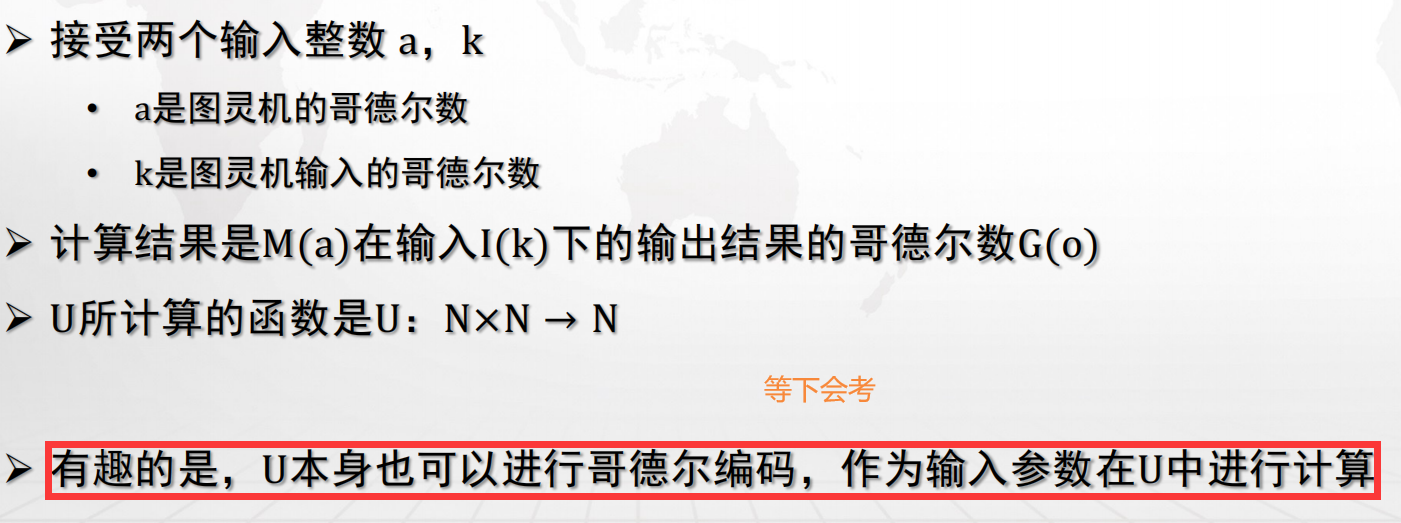 ➢ 接受两个输入整数 a，k
• a是图灵机的哥德尔数
• k是图灵机输入的哥德尔数
➢ 计算结果是M(a)在输入I(k)下的输出结果的哥德尔数G(o)
➢ U所计算的函数是U：N×N → N
等下会考
➢ 有趣的是，U本身也可以进行哥德尔编码，作为输入参数在U中进行计算